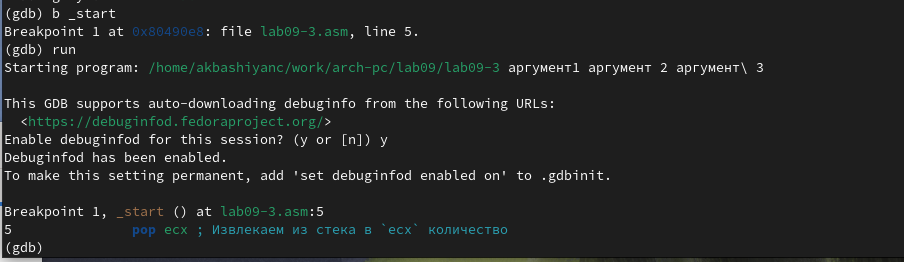 (gdb) b _start
Breakpoint 1 at 0x80490e8: file lab09-3.asm, line 5.
(gdb) run
Starting program: /home/akbashiyanc/work/arch-pc/lab09/lab09-3 аргумент1 аргумент 2 аргумент\ 3

This GDB supports auto-downloading debuginfo from the following URLs:
  <https://debuginfod.fedoraproject.org/>
Enable debuginfod for this session? (y or [n]) y
Debuginfod has been enabled.
To make this setting permanent, add 'set debuginfod enabled on' to .gdbinit.

Breakpoint 1, _start () at lab09-3.asm:5
5               pop ecx ; Извлекаем из стека в `ecx` количество
(gdb)